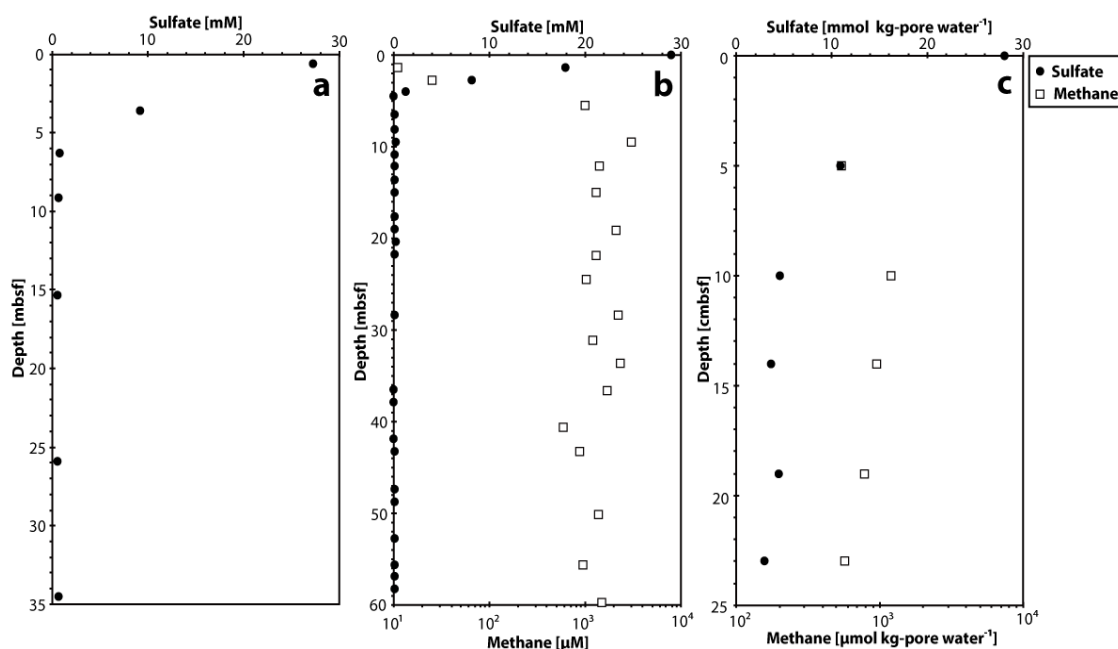 Sulfate [mM]
0 10 20 30
a
Depth [mbsf]
0
5
10
15
20
25
30
35
Sulfate [mM]
0 10 20 30
b
Depth [mbsf]
0
10
20
30
40
50
60
10¹ 10² 10³ 10⁴
Methane [µM]
Sulfate [mmol kg-pore water⁻¹]
0 10 20 30
c
Depth [cmbsf]
0
5
10
15
20
25
10² 10³ 10⁴
Methane [µmol kg-pore water⁻¹]
Sulfate
Methane